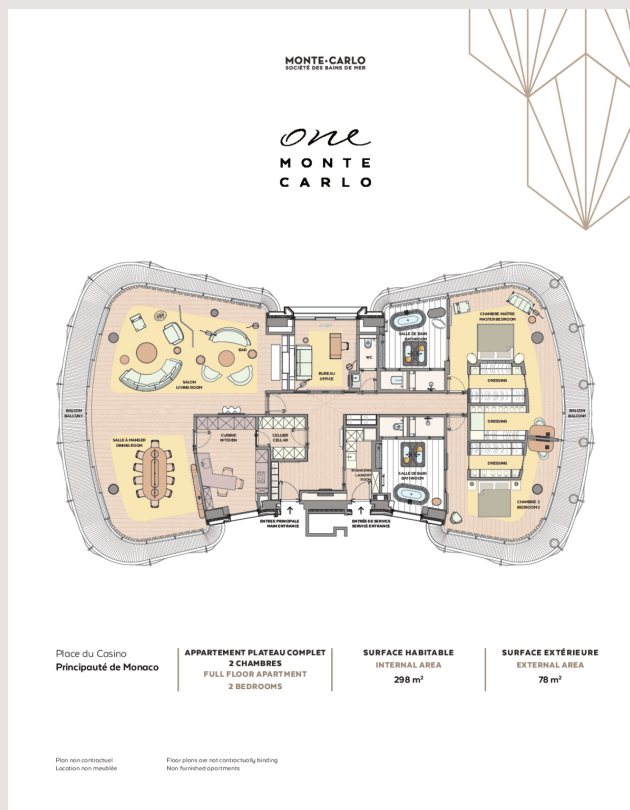 MONTE·CARLO
SOCIÉTÉ DES BAINS DE MER
one
MONTE
CARLO
CHAMBRE MAÎTRE
MASTER BEDROOM
SALLE DE BAIN
BATHROOM
BAR
WC
BUREAU
OFFICE
SALON
LIVING ROOM
DRESSING
BALCON
BALCONY
DRESSING
BALCON
BALCONY
SALLE À MANGER
DINING ROOM
CUISINE
KITCHEN
CELLIER
CELLAR
DRESSING
LAUNDRY
ROOM
SALLE DE BAIN
BATHROOM
CHAMBRE 2
BEDROOM 2
ENTREE PRINCIPALE
MAIN ENTRANCE
ENTRÉE DE SERVICE
SERVICE ENTRANCE
Place du Casino
Principauté de Monaco
APPARTEMENT PLATEAU COMPLET
2 CHAMBRES
FULL FLOOR APARTMENT
2 BEDROOMS
SURFACE HABITABLE
INTERNAL AREA
298 m²
SURFACE EXTÉRIEURE
EXTERNAL AREA
78 m²
Plan non contractuel
Location non meublée
Floor plans are not contractually binding
Non furnished apartments